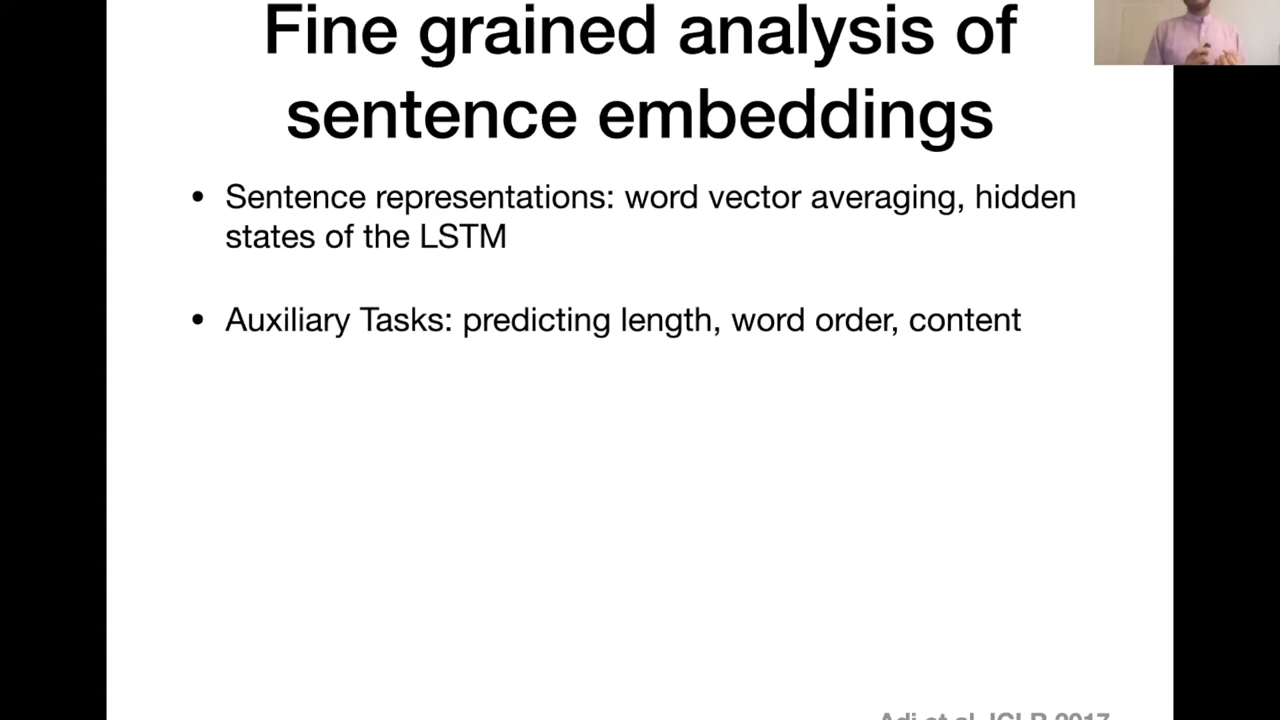 Fine grained analysis of
sentence embeddings
• Sentence representations: word vector averaging, hidden
states of the LSTM
• Auxiliary Tasks: predicting length, word order, content
Adi et al. ICLR 2017